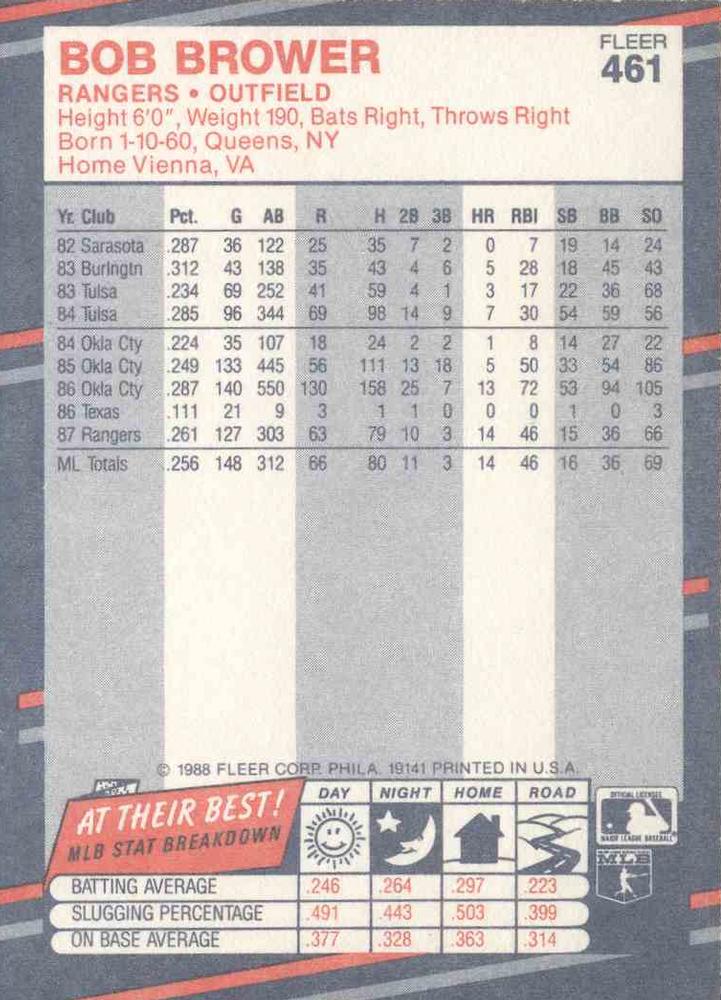 BOB BROWER
FLEER
461
RANGERS • OUTFIELD
Height 6'0", Weight 190, Bats Right, Throws Right
Born 1-10-60, Queens, NY
Home Vienna, VA
Yr. Club Pct. G AB R H 2B 3B HR RBI SB BB SO
82 Sarasota .287 36 122 25 35 7 2 0 7 19 14 24
83 Burlngtn .312 43 138 35 43 4 6 5 28 18 45 43
83 Tulsa .234 69 252 41 59 4 1 3 17 22 36 68
84 Tulsa .285 96 344 69 98 14 9 7 30 54 59 56
84 Okla Cty .224 35 107 18 24 2 2 1 8 14 27 22
85 Okla Cty .249 133 445 56 111 13 18 5 50 33 54 86
86 Okla Cty .287 140 550 130 158 25 7 13 72 53 94 105
86 Texas .111 21 9 3 1 1 0 0 0 1 0 3
87 Rangers .261 127 303 63 79 10 3 14 46 15 36 66
ML Totals .256 148 312 66 80 11 3 14 46 16 36 69
© 1988 FLEER CORP. PHILA. 19141 PRINTED IN U.S.A.
AT THEIR BEST!
MLB STAT BREAKDOWN
DAY NIGHT HOME ROAD
OFFICIAL LICENSEE
MAJOR LEAGUE BASEBALL
MLB
BATTING AVERAGE .246 .264 .297 .223
SLUGGING PERCENTAGE .491 .443 .503 .399
ON BASE AVERAGE .377 .328 .363 .314